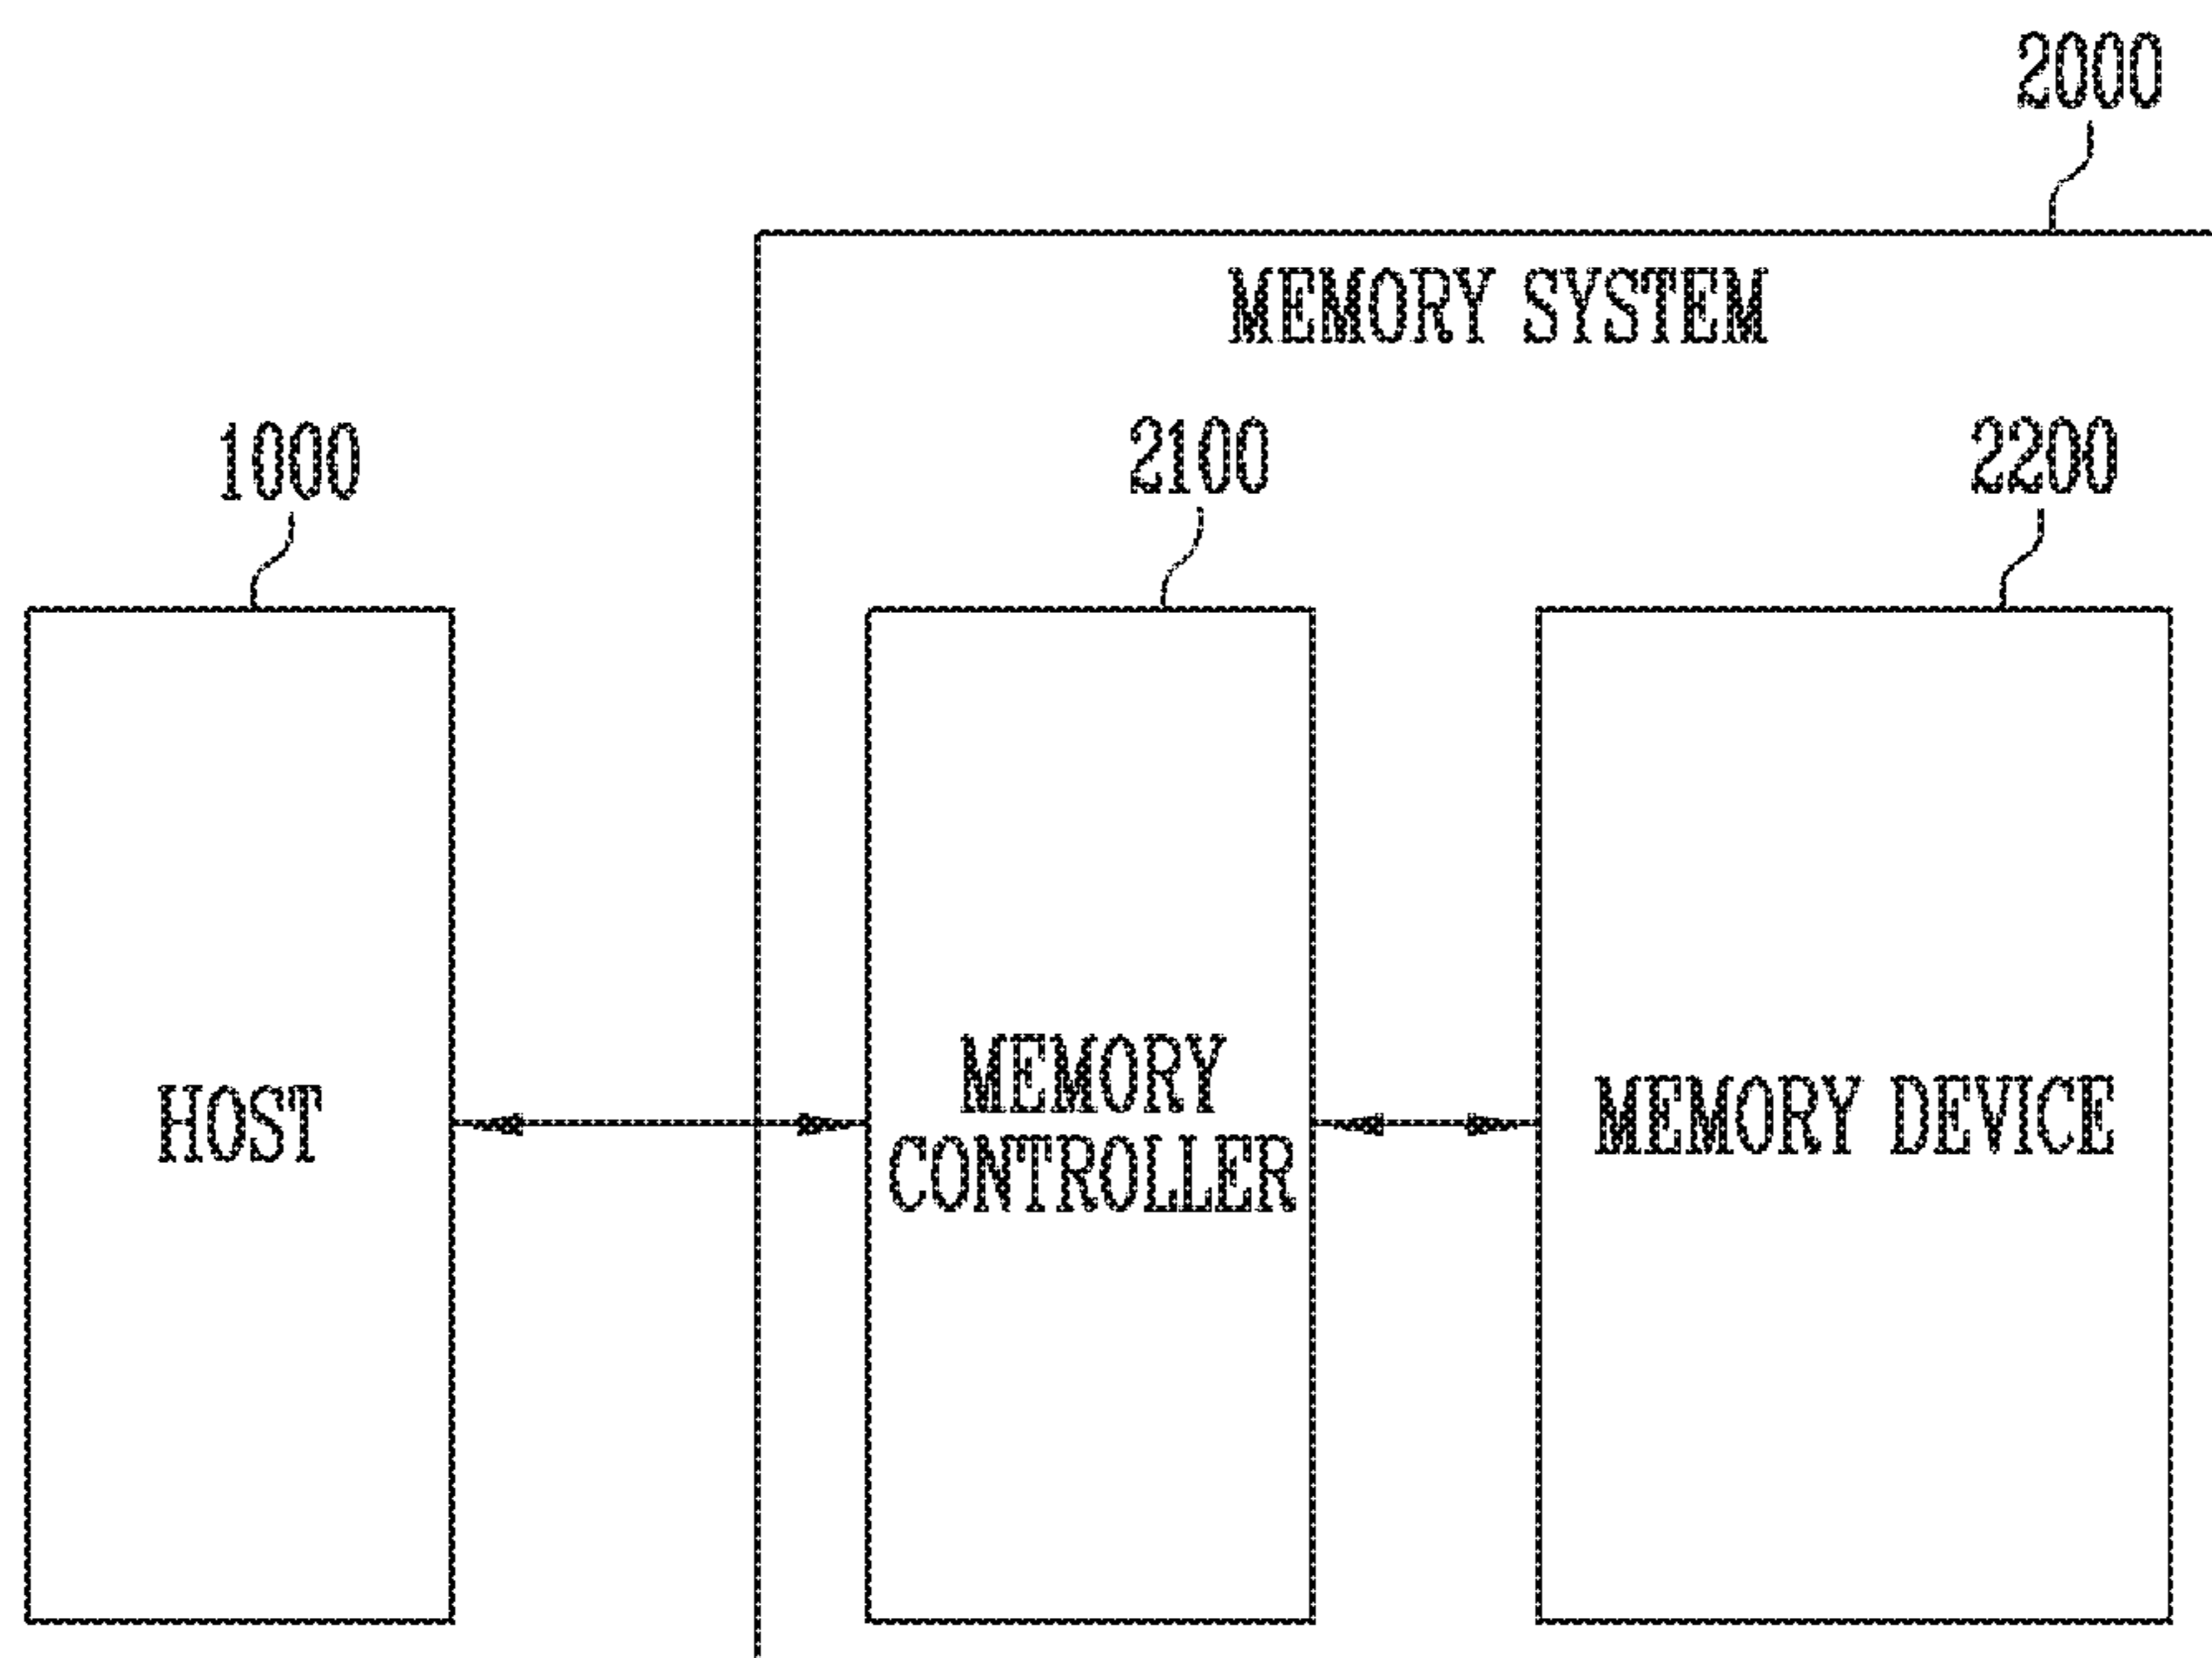 2000
MEMORY SYSTEM
1000
2100
2200
HOST
MEMORY
CONTROLLER
MEMORY DEVICE